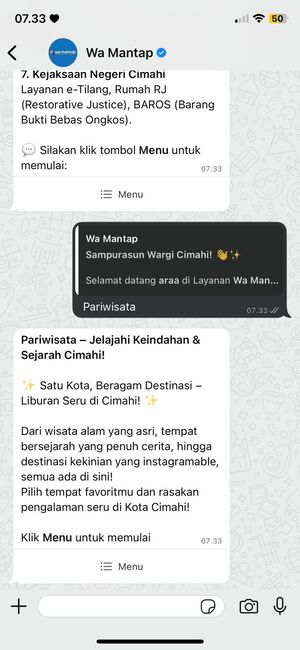 07.33
50
Wa Mantap
WA MANTAP
7. Kejaksaan Negeri Cimahi
Layanan e-Tilang, Rumah RJ
(Restorative Justice), BAROS (Barang
Bukti Bebas Ongkos).
💬 Silakan klik tombol Menu untuk
memulai:
07.33
Menu
Wa Mantap
Sampurasun Wargi Cimahi! 👋✨
Selamat datang araa di Layanan Wa Man...
Pariwisata
07.33
Pariwisata – Jelajahi Keindahan &
Sejarah Cimahi!
✨ Satu Kota, Beragam Destinasi –
Liburan Seru di Cimahi! ✨
Dari wisata alam yang asri, tempat
bersejarah yang penuh cerita, hingga
destinasi kekinian yang instagramable,
semua ada di sini!
Pilih tempat favoritmu dan rasakan
pengalaman seru di Kota Cimahi!
Klik Menu untuk memulai
07.33
Menu